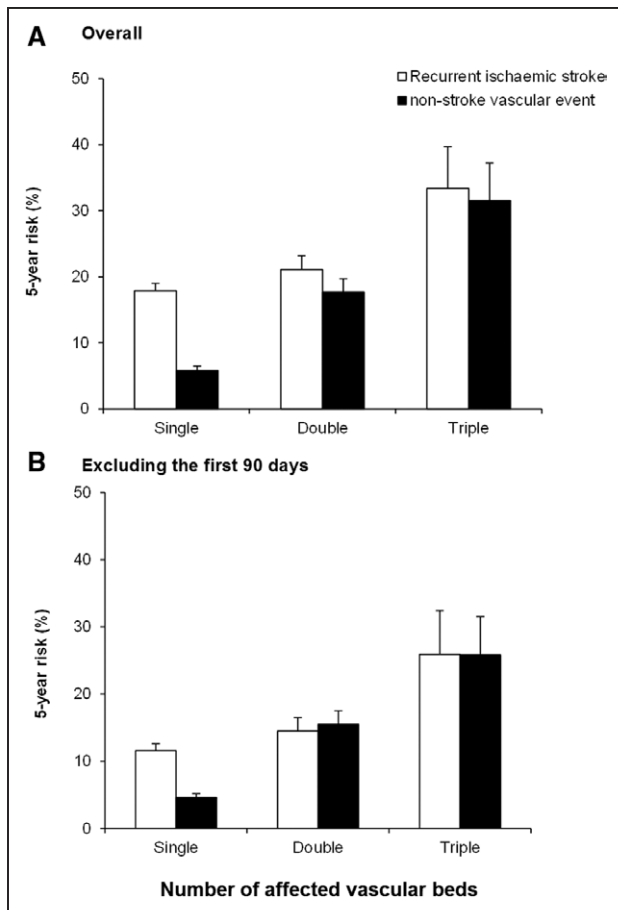 A Overall
50
Recurrent ischaemic stroke
non-stroke vascular event
40
30
20
10
0
5-year risk (%)
Single Double Triple
B Excluding the first 90 days
50
40
30
20
10
0
5-year risk (%)
Single Double Triple
Number of affected vascular beds